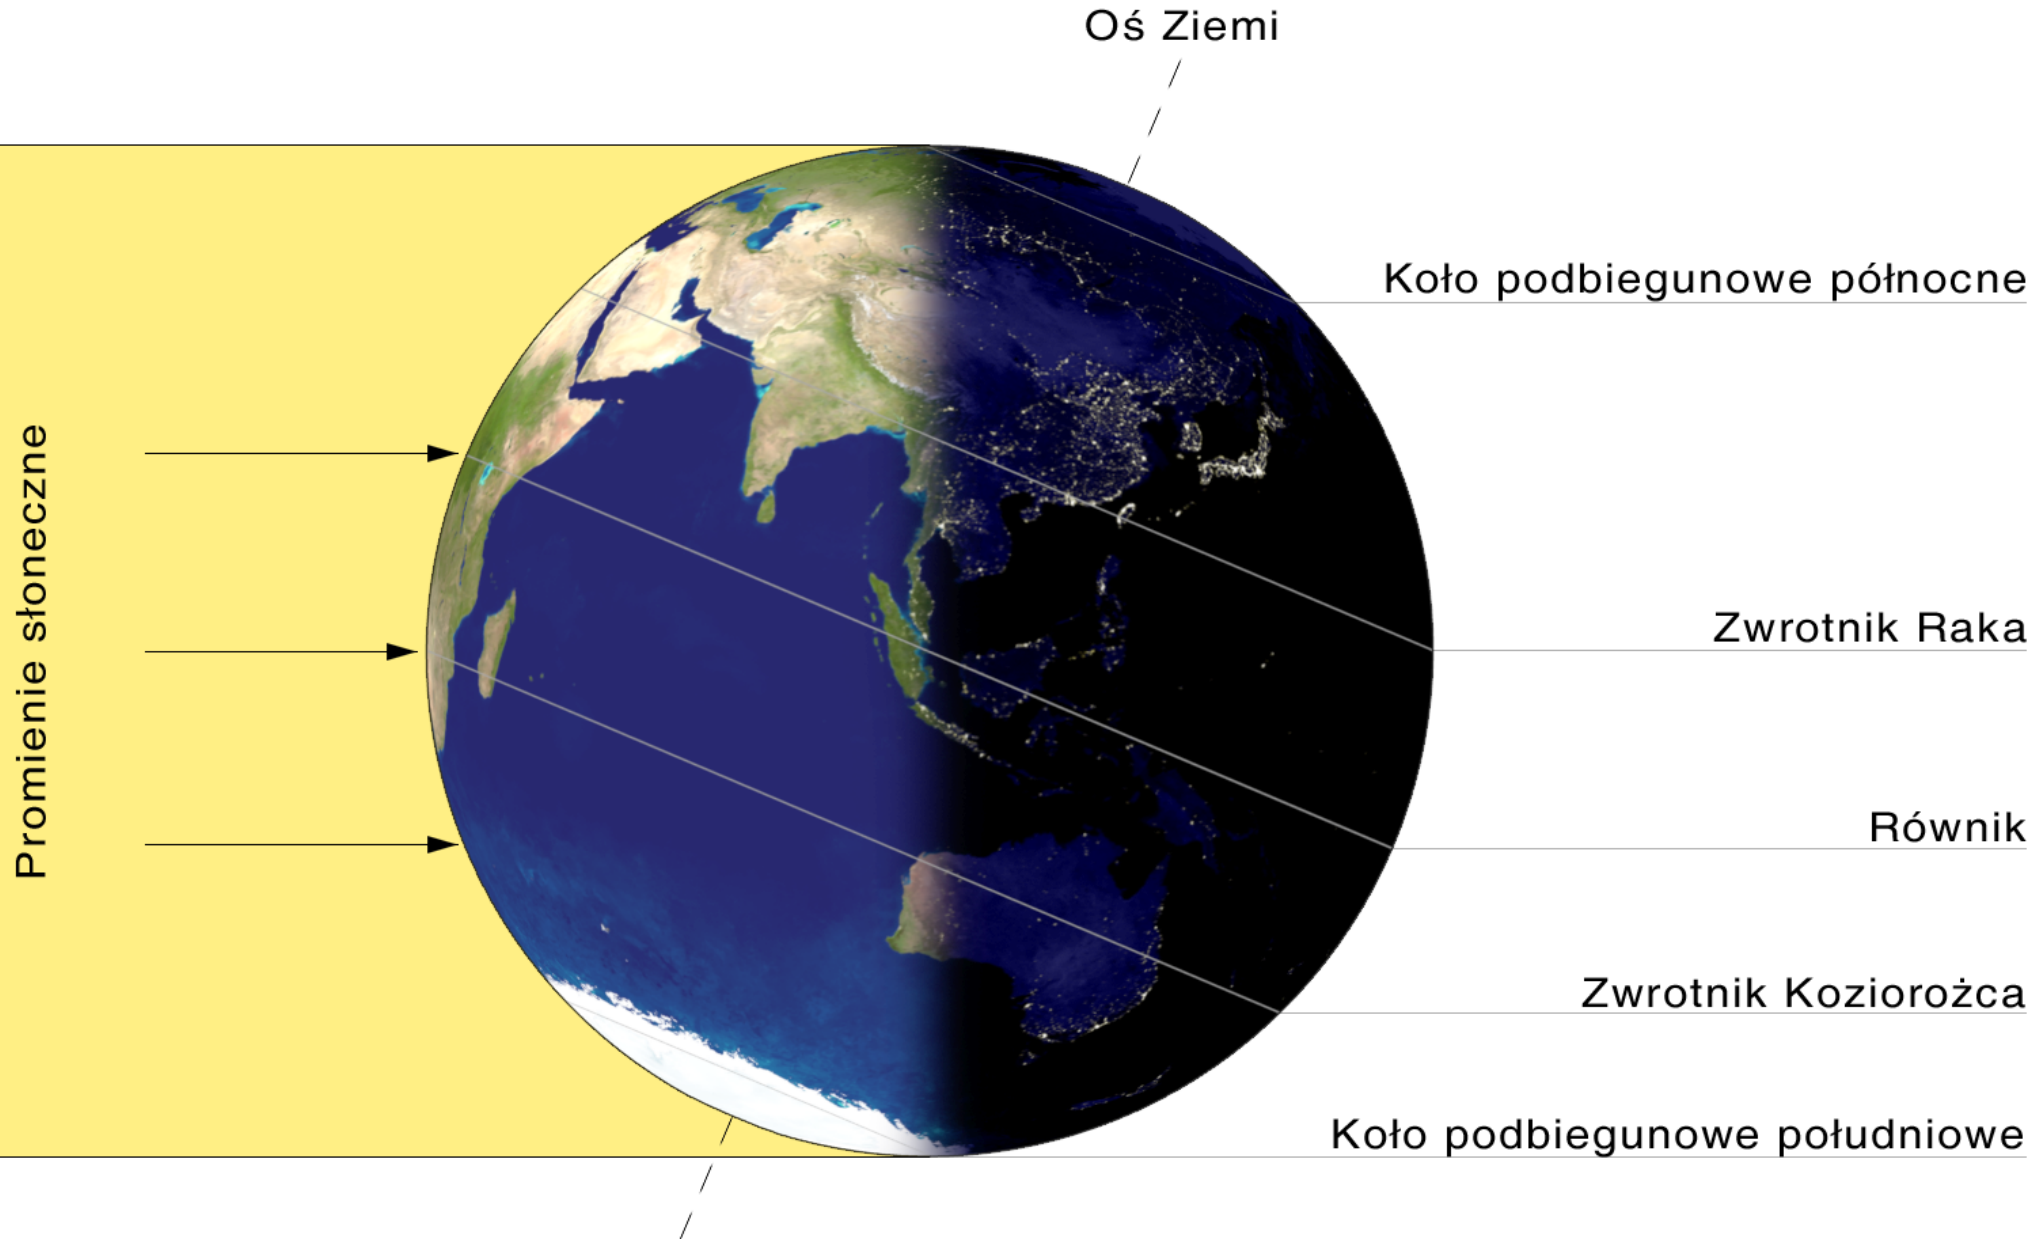 Oś Ziemi
Koło podbiegunowe północne
Promienie słoneczne
Zwrotnik Raka
Równik
Zwrotnik Koziorożca
Koło podbiegunowe południowe